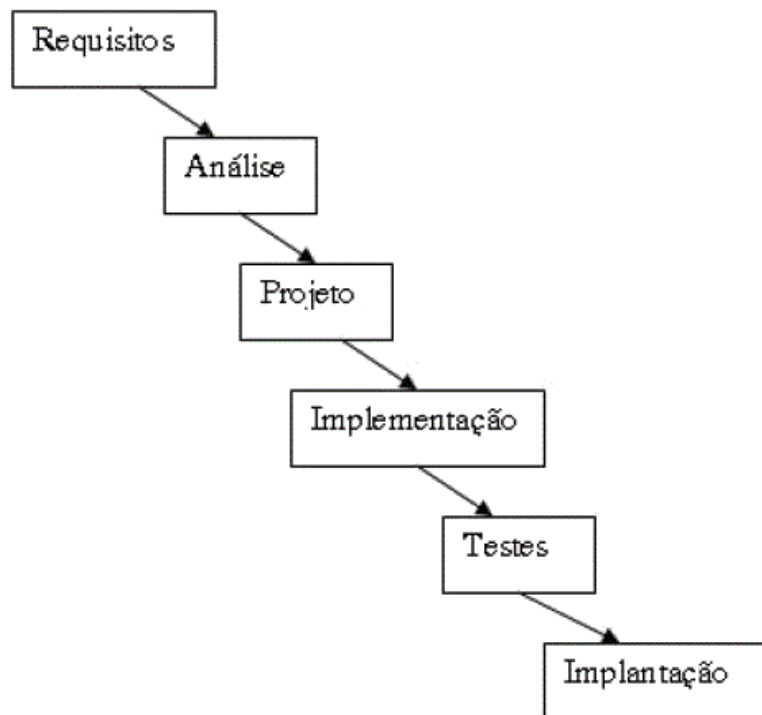 Requisitos
Análise
Projeto
Implementação
Testes
Implantação